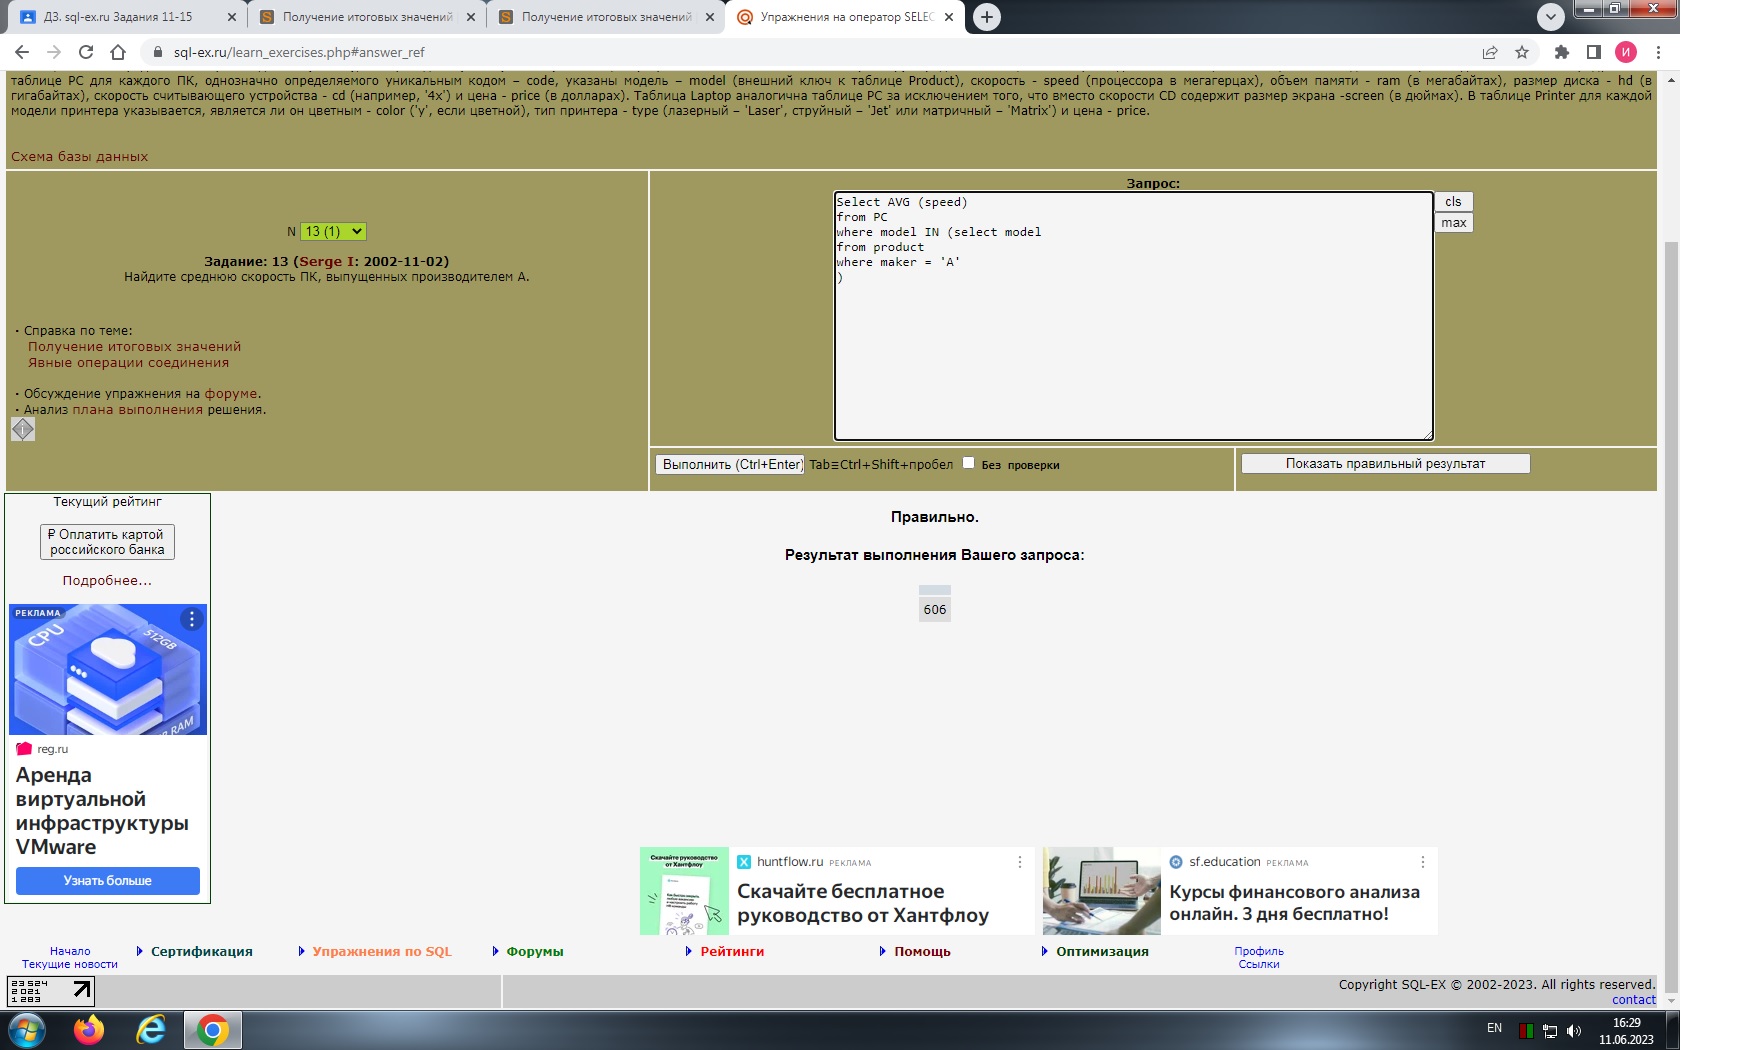 ДЗ. sql-ex.ru Задания 11-15
Получение итоговых значений
Получение итоговых значений
Упражнения на оператор SELEC
sql-ex.ru/learn_exercises.php#answer_ref
И
таблице PC для каждого ПК, однозначно определяемого уникальным кодом – code, указаны модель – model (внешний ключ к таблице Product), скорость - speed (процессора в мегагерцах), объем памяти - ram (в мегабайтах), размер диска - hd (в
гигабайтах), скорость считывающего устройства - cd (например, '4x') и цена - price (в долларах). Таблица Laptop аналогична таблице РС за исключением того, что вместо скорости CD содержит размер экрана -screen (в дюймах). В таблице Printer для каждой
модели принтера указывается, является ли он цветным - color ('y', если цветной), тип принтера - type (лазерный – 'Laser', струйный – 'Jet' или матричный – 'Matrix') и цена - price.
Схема базы данных
N 13 (1)
Задание: 13 (Serge I: 2002-11-02)
Найдите среднюю скорость ПК, выпущенных производителем A.
· Справка по теме:
Получение итоговых значений
Явные операции соединения
· Обсуждение упражнения на форуме.
· Анализ плана выполнения решения.
Запрос:
Select AVG (speed)
from PC
where model IN (select model
from product
where maker = 'A'
)
cls
max
Выполнить (Ctrl+Enter) Tab≡Ctrl+Shift+пробел Без проверки
Показать правильный результат
Текущий рейтинг
₽ Оплатить картой
российского банка
Подробнее...
РЕКЛАМА
CPU
512GB
RAM
reg.ru
Аренда
виртуальной
инфраструктуры
VMware
Узнать больше
Правильно.
Результат выполнения Вашего запроса:
606
Скачайте руководство
от Хантфлоу
huntflow.ru РЕКЛАМА
Скачайте бесплатное
руководство от Хантфлоу
sf.education РЕКЛАМА
Курсы финансового анализа
онлайн. 3 дня бесплатно!
Начало
Текущие новости
Сертификация
Упражнения по SQL
Форумы
Рейтинги
Помощь
Оптимизация
Профиль
Ссылки
23 524
2 021
1 283
Copyright SQL-EX © 2002-2023. All rights reserved.
contact
EN
16:29
11.06.2023